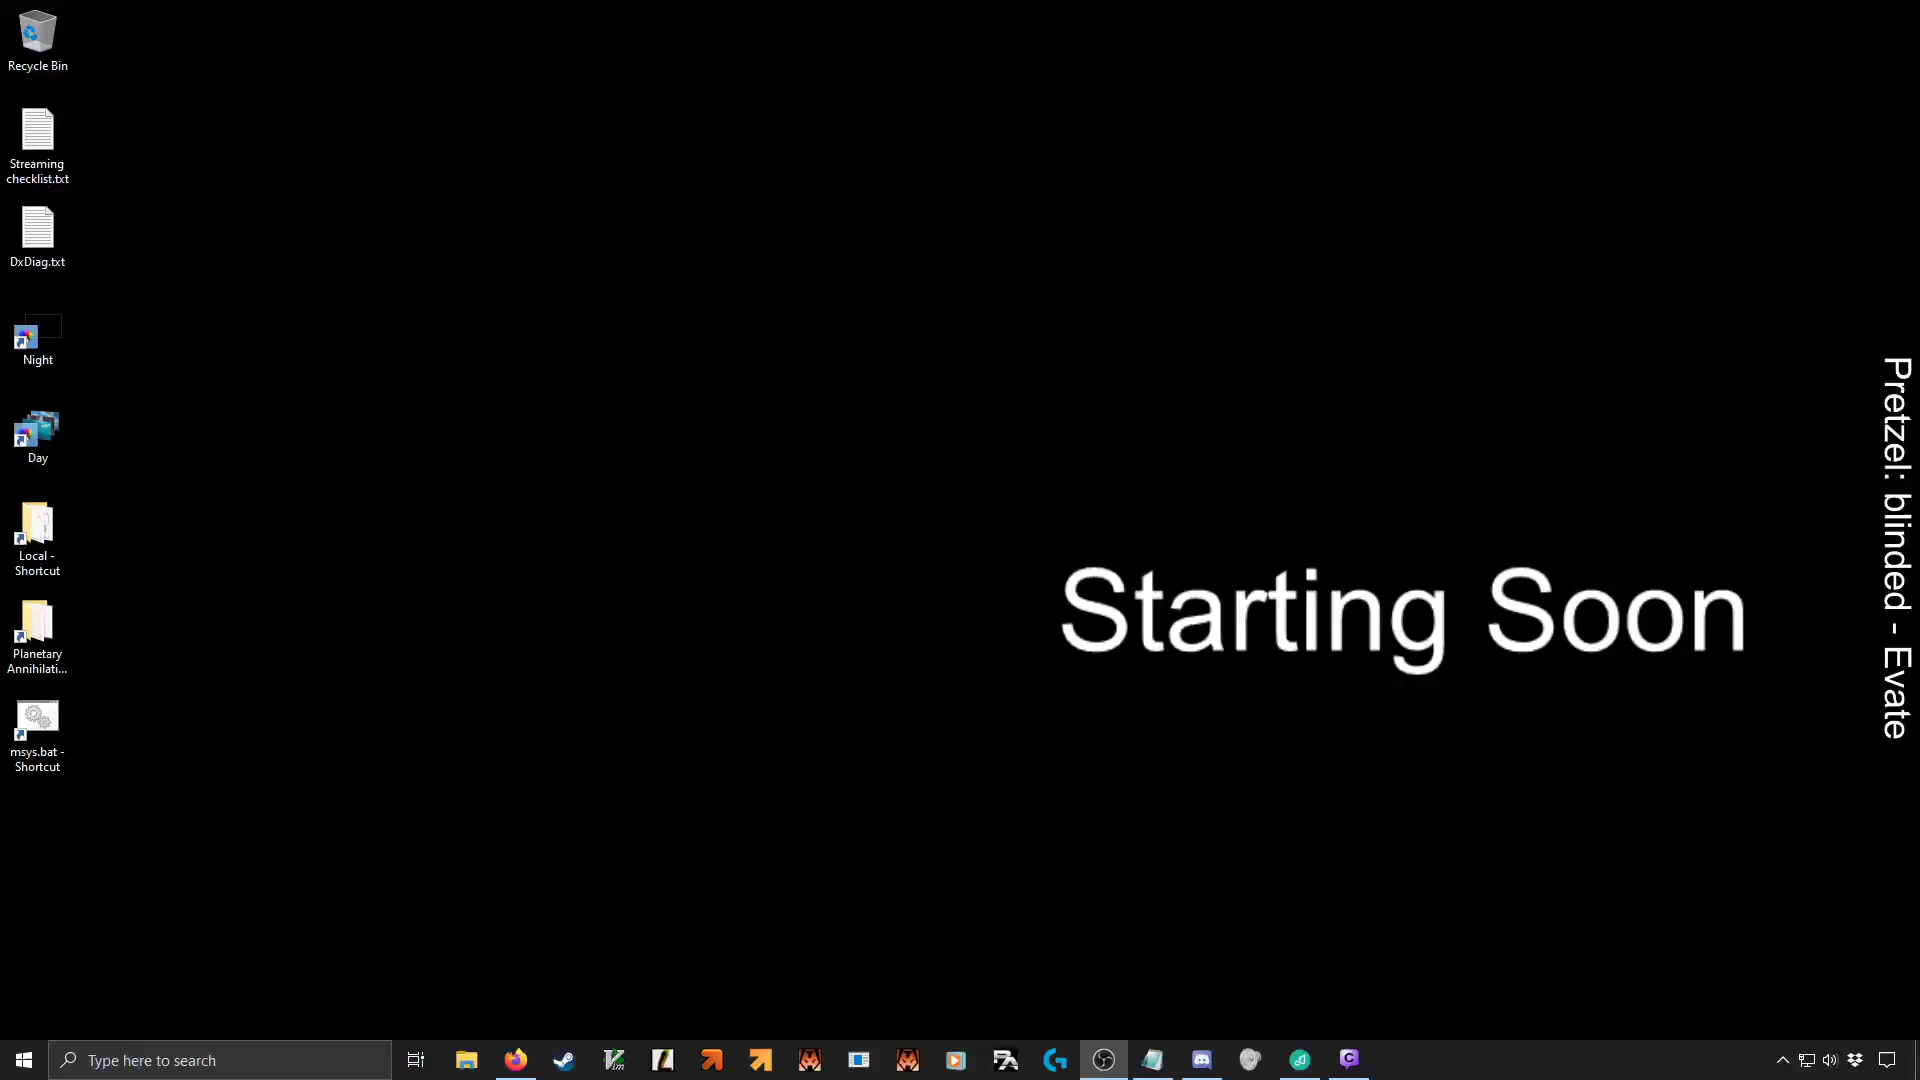 Recycle Bin
Streaming
checklist.txt
DxDiag.txt
Night
Day
Local -
Shortcut
Planetary
Annihilati...
msys.bat -
Shortcut
Starting Soon
Pretzel: blinded - Evate
Type here to search